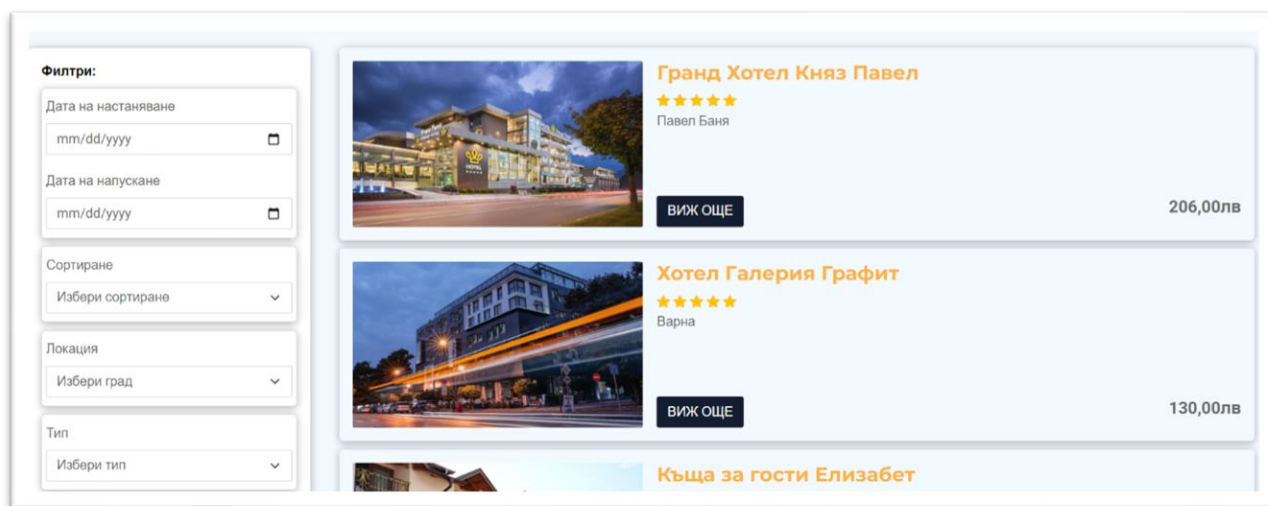 Филтри:
Дата на настаняване
mm/dd/yyyy
Дата на напускане
mm/dd/yyyy
Сортиране
Избери сортиране
Локация
Избери град
Тип
Избери тип
Гранд Хотел Княз Павел
Павел Баня
ВИЖ ОЩЕ
206,00лв
HOTEL
Хотел Галерия Графит
Варна
ВИЖ ОЩЕ
130,00лв
Къща за гости Елизабет